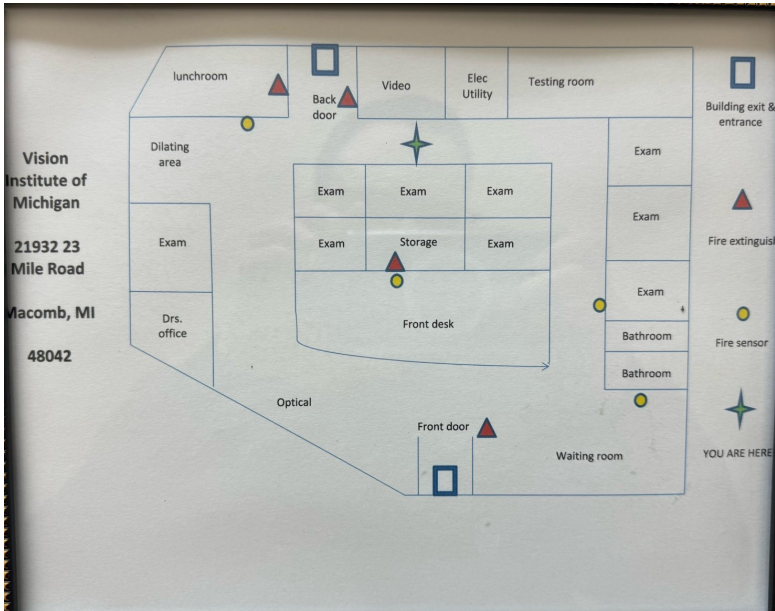 Vision
Institute of
Michigan
21932 23
Mile Road
Macomb, MI
48042
lunchroom
Back
door
Video
Elec
Utility
Testing room
Dilating
area
Exam
Exam
Exam
Exam
Exam
Exam
Exam
Storage
Exam
Exam
Drs.
office
Front desk
Bathroom
Bathroom
Optical
Front door
Waiting room
Building exit &
entrance
Fire extinguis
Fire sensor
YOU ARE HERE